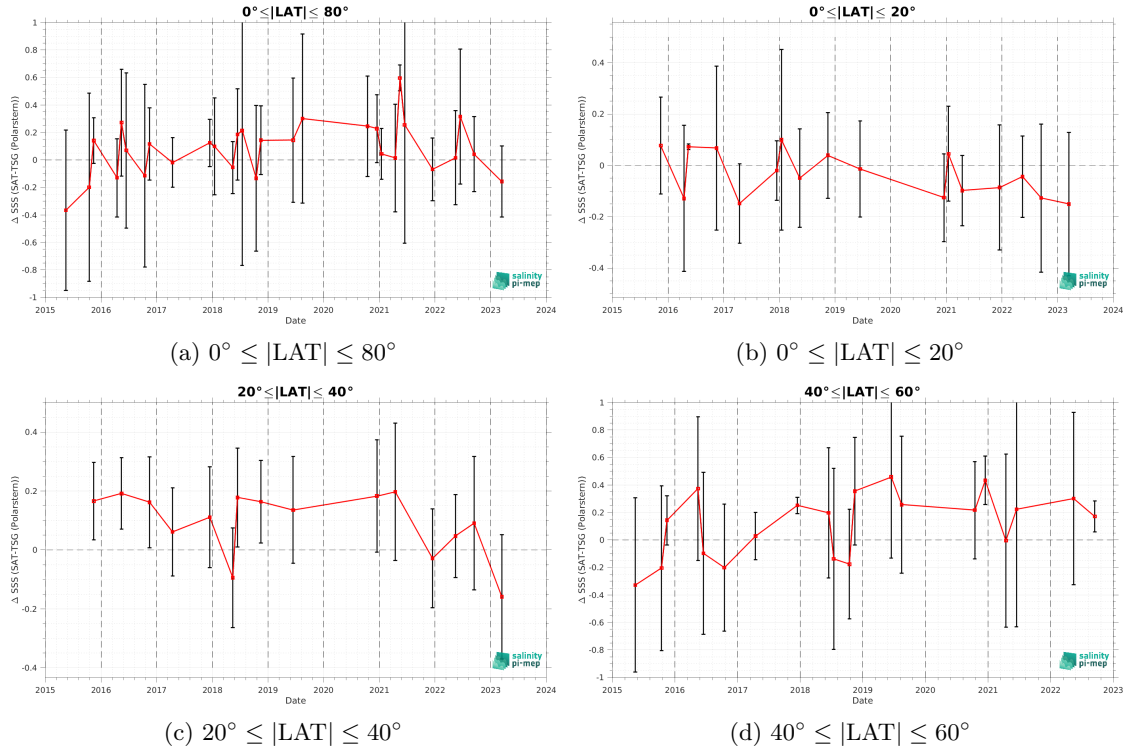 0°≤|LAT|≤ 80°
Δ SSS (SAT-TSG (Polarstern))
1
0.8
0.6
0.4
0.2
0
-0.2
-0.4
-0.6
-0.8
-1
2015 2016 2017 2018 2019 2020 2021 2022 2023 2024
Date
salinity
pi-mep
(a) 0° ≤ |LAT| ≤ 80°
0°≤|LAT|≤ 20°
Δ SSS (SAT-TSG (Polarstern))
0.4
0.2
0
-0.2
-0.4
2015 2016 2017 2018 2019 2020 2021 2022 2023 2024
Date
salinity
pi-mep
(b) 0° ≤ |LAT| ≤ 20°
20°≤|LAT|≤ 40°
Δ SSS (SAT-TSG (Polarstern))
0.4
0.2
0
-0.2
-0.4
2015 2016 2017 2018 2019 2020 2021 2022 2023 2024
Date
salinity
pi-mep
(c) 20° ≤ |LAT| ≤ 40°
40°≤|LAT|≤ 60°
Δ SSS (SAT-TSG (Polarstern))
1
0.8
0.6
0.4
0.2
0
-0.2
-0.4
-0.6
-0.8
-1
2015 2016 2017 2018 2019 2020 2021 2022 2023
Date
salinity
pi-mep
(d) 40° ≤ |LAT| ≤ 60°